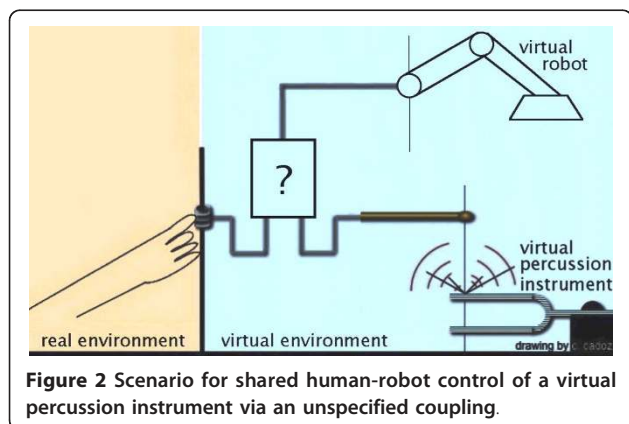 virtual
robot
?
virtual
percussion
instrument
real environment
virtual environment
drawing by c. cadoz
Figure 2 Scenario for shared human-robot control of a virtual
percussion instrument via an unspecified coupling.